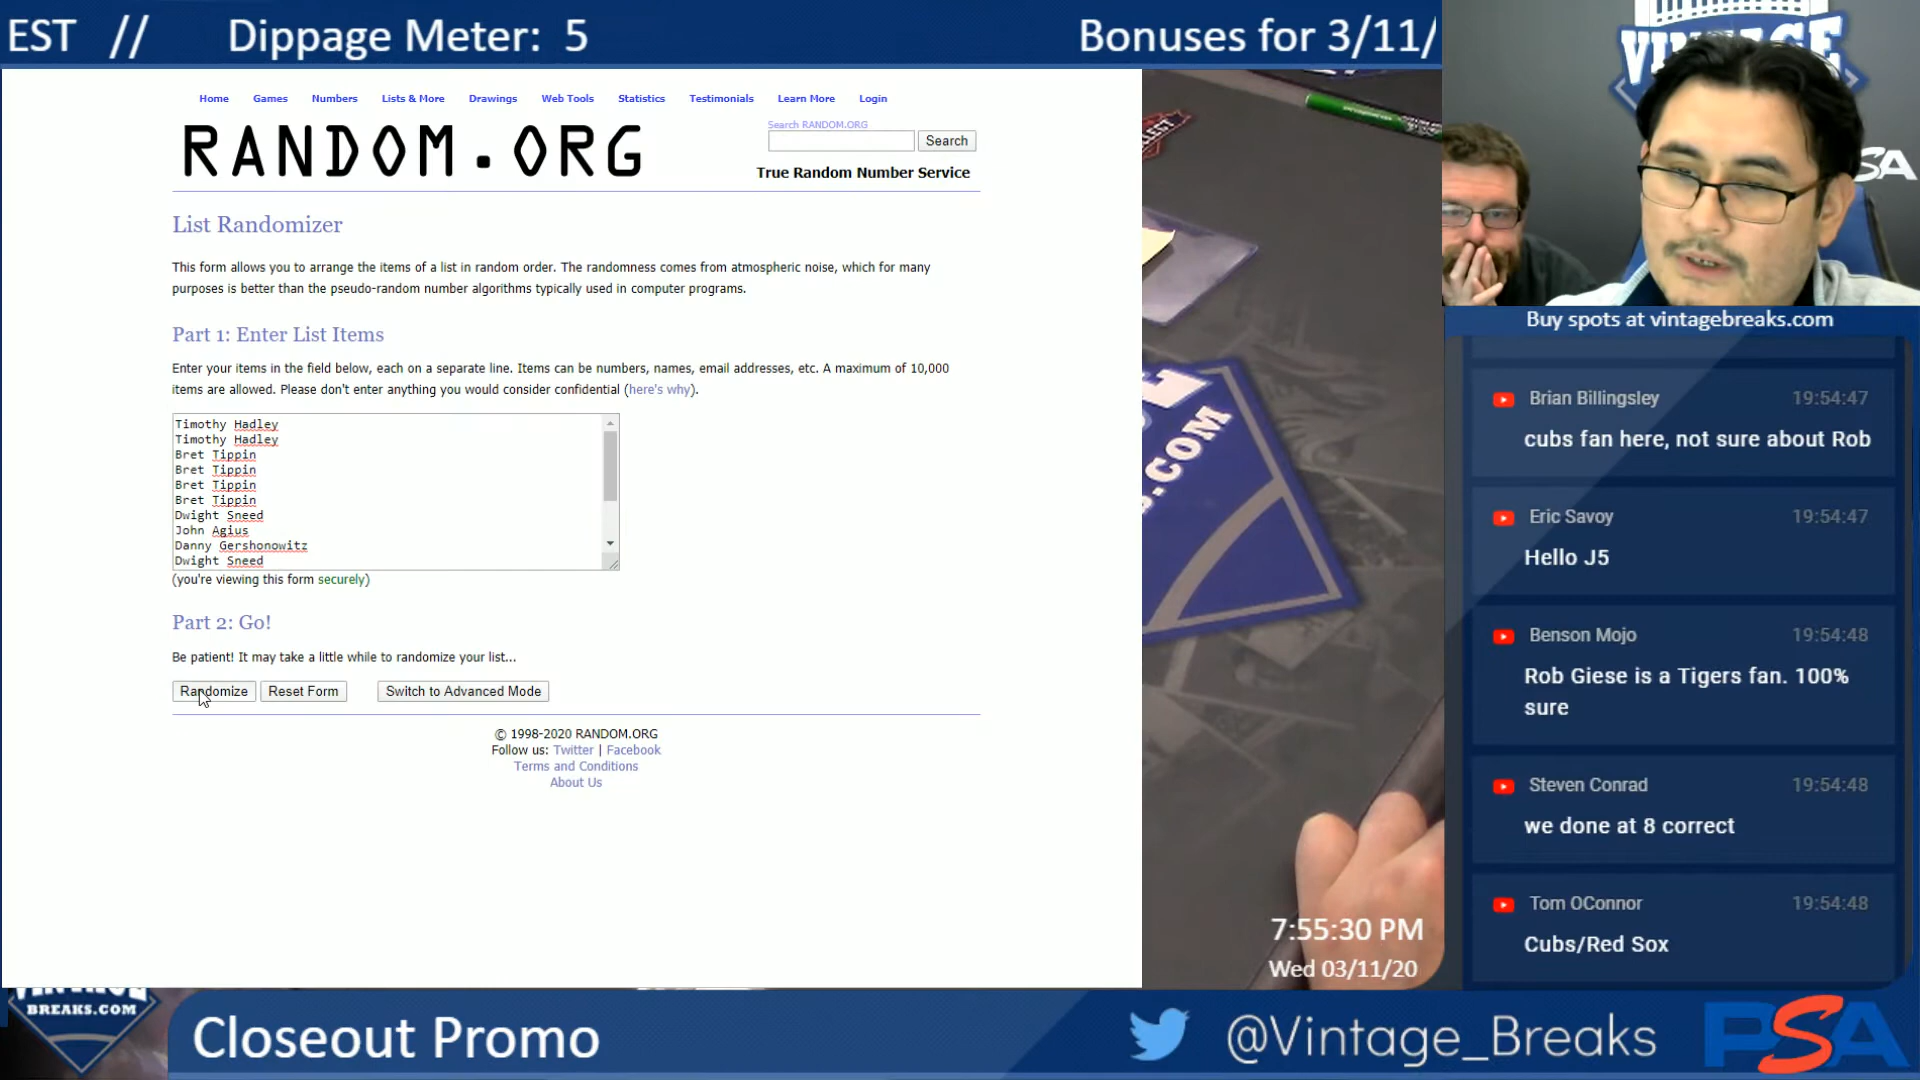 EST // Dippage Meter: 5 Bonuses for 3/11/
Home Games Numbers Lists & More Drawings Web Tools Statistics Testimonials Learn More Login
RANDOM.ORG
Search RANDOM.ORG
Search
True Random Number Service
List Randomizer
This form allows you to arrange the items of a list in random order. The randomness comes from atmospheric noise, which for many
purposes is better than the pseudo-random number algorithms typically used in computer programs.
Part 1: Enter List Items
Enter your items in the field below, each on a separate line. Items can be numbers, names, email addresses, etc. A maximum of 10,000
items are allowed. Please don't enter anything you would consider confidential (here's why).
Timothy Hadley
Timothy Hadley
Bret Tippin
Bret Tippin
Bret Tippin
Bret Tippin
Dwight Sneed
John Agius
Danny Gershonowitz
Dwight Sneed
(you're viewing this form securely)
Part 2: Go!
Be patient! It may take a little while to randomize your list...
Randomize Reset Form Switch to Advanced Mode
© 1998-2020 RANDOM.ORG
Follow us: Twitter | Facebook
Terms and Conditions
About Us
.COM
7:55:30 PM
Wed 03/11/20
VINTAGE
SA
Buy spots at vintagebreaks.com
Brian Billingsley 19:54:47
cubs fan here, not sure about Rob
Eric Savoy 19:54:47
Hello J5
Benson Mojo 19:54:48
Rob Giese is a Tigers fan. 100%
sure
Steven Conrad 19:54:48
we done at 8 correct
Tom OConnor 19:54:48
Cubs/Red Sox
VINTAGE
BREAKS.COM
Closeout Promo
@Vintage_Breaks
PSA